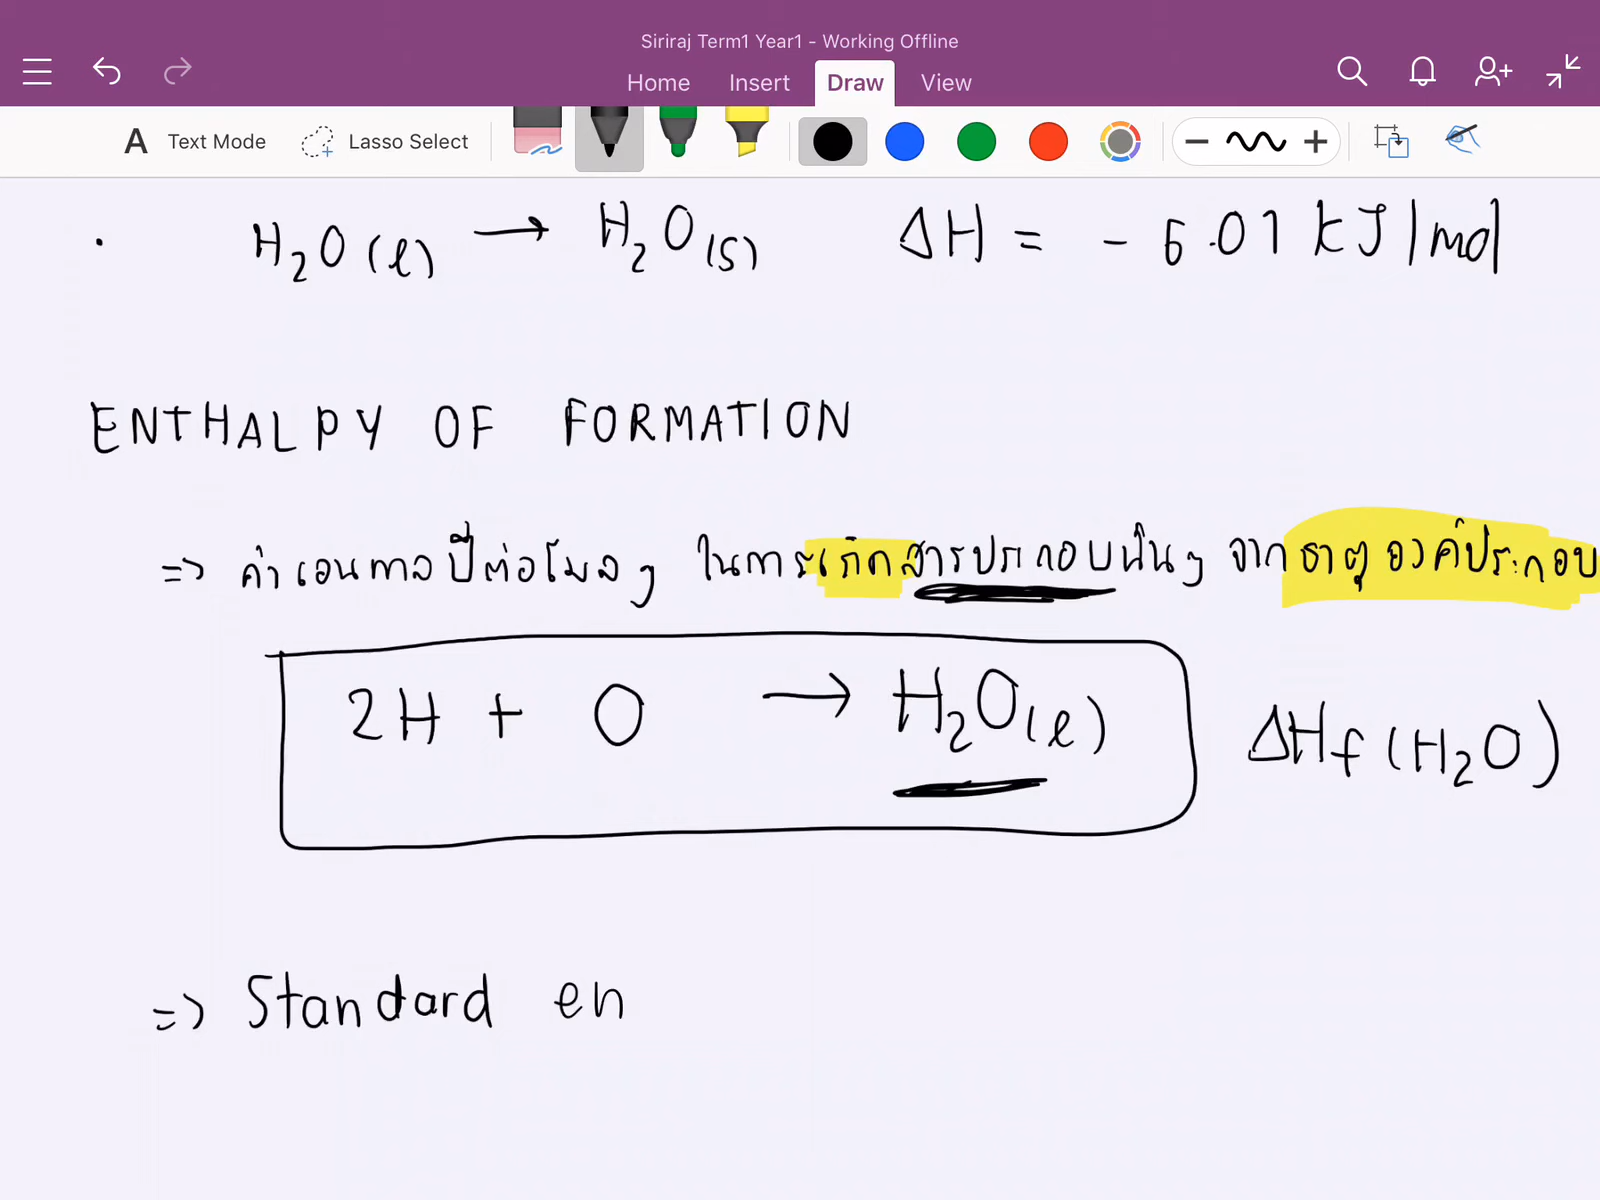 Siriraj Term1 Year1 - Working Offline
Home Insert Draw View
A Text Mode Lasso Select
. H₂O(l) → H₂O(s) ΔH = - 6.01 kJ/mol
ENTHALPY OF FORMATION
=> ค่าเอนทาลปีต่อโมลๆ ในการเกิดสารประกอบนั้นๆ จากธาตุองค์ประกอบ
2H + O → H₂O(l) ΔHf (H₂O)
=> Standard en